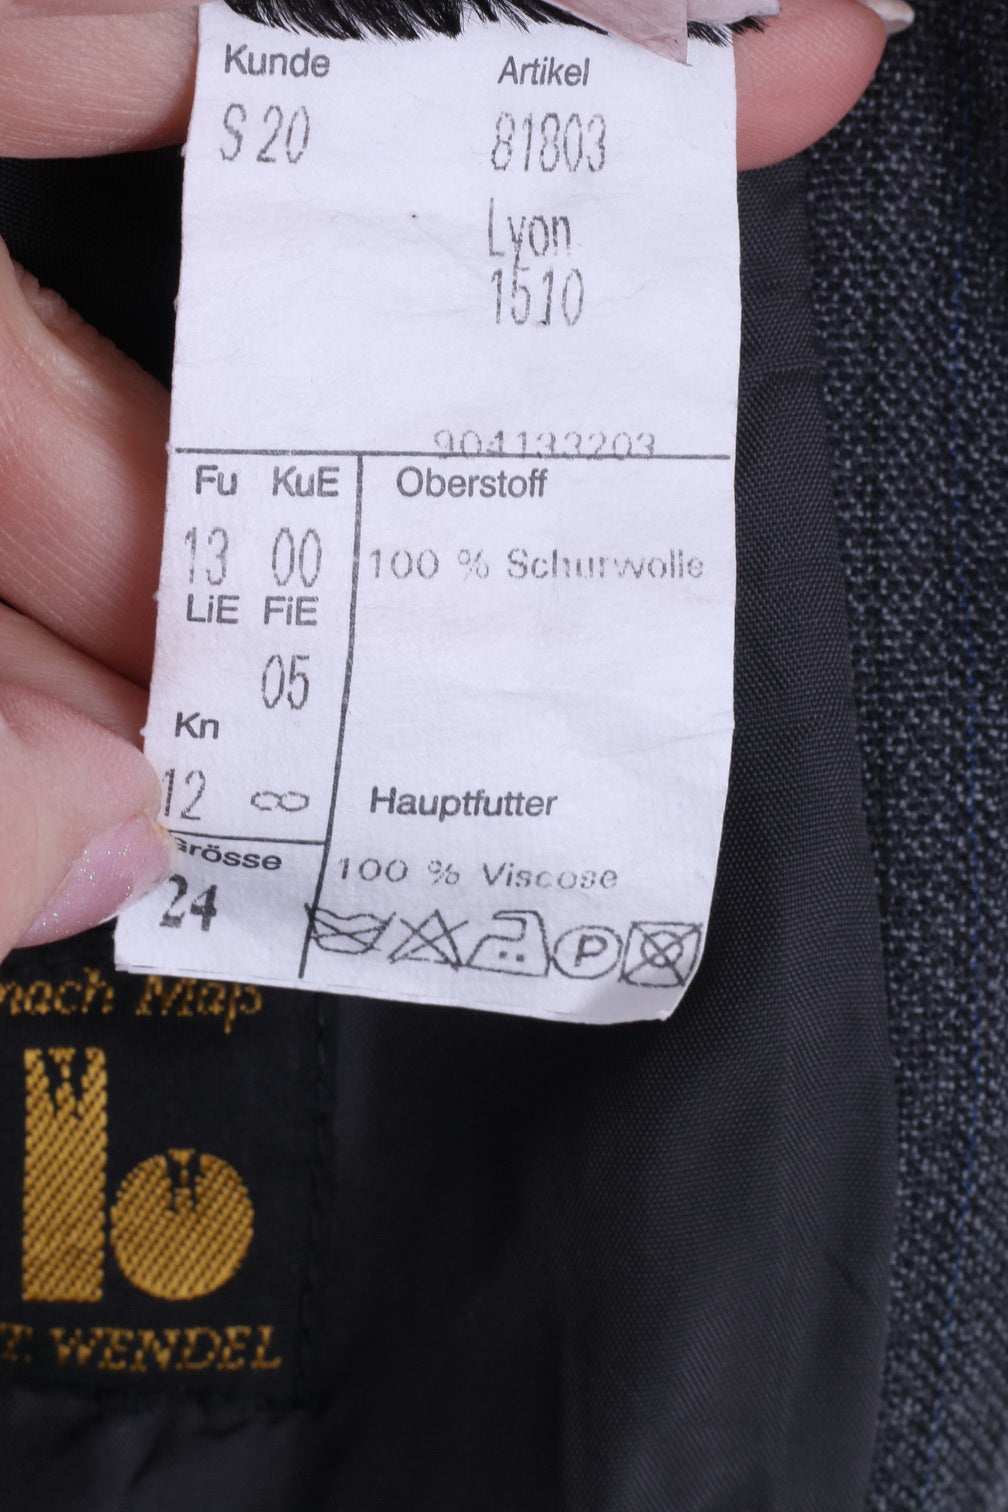 Kunde Artikel
S 20 81803
Lyon
1510
904133203
Fu KuE Oberstoff
13 00 100 % Schurwolle
LiE FiE
05
Kn
12 ∞ Hauptfutter
Grösse 100 % Viscose
24
P
nach Maß
WENDEL